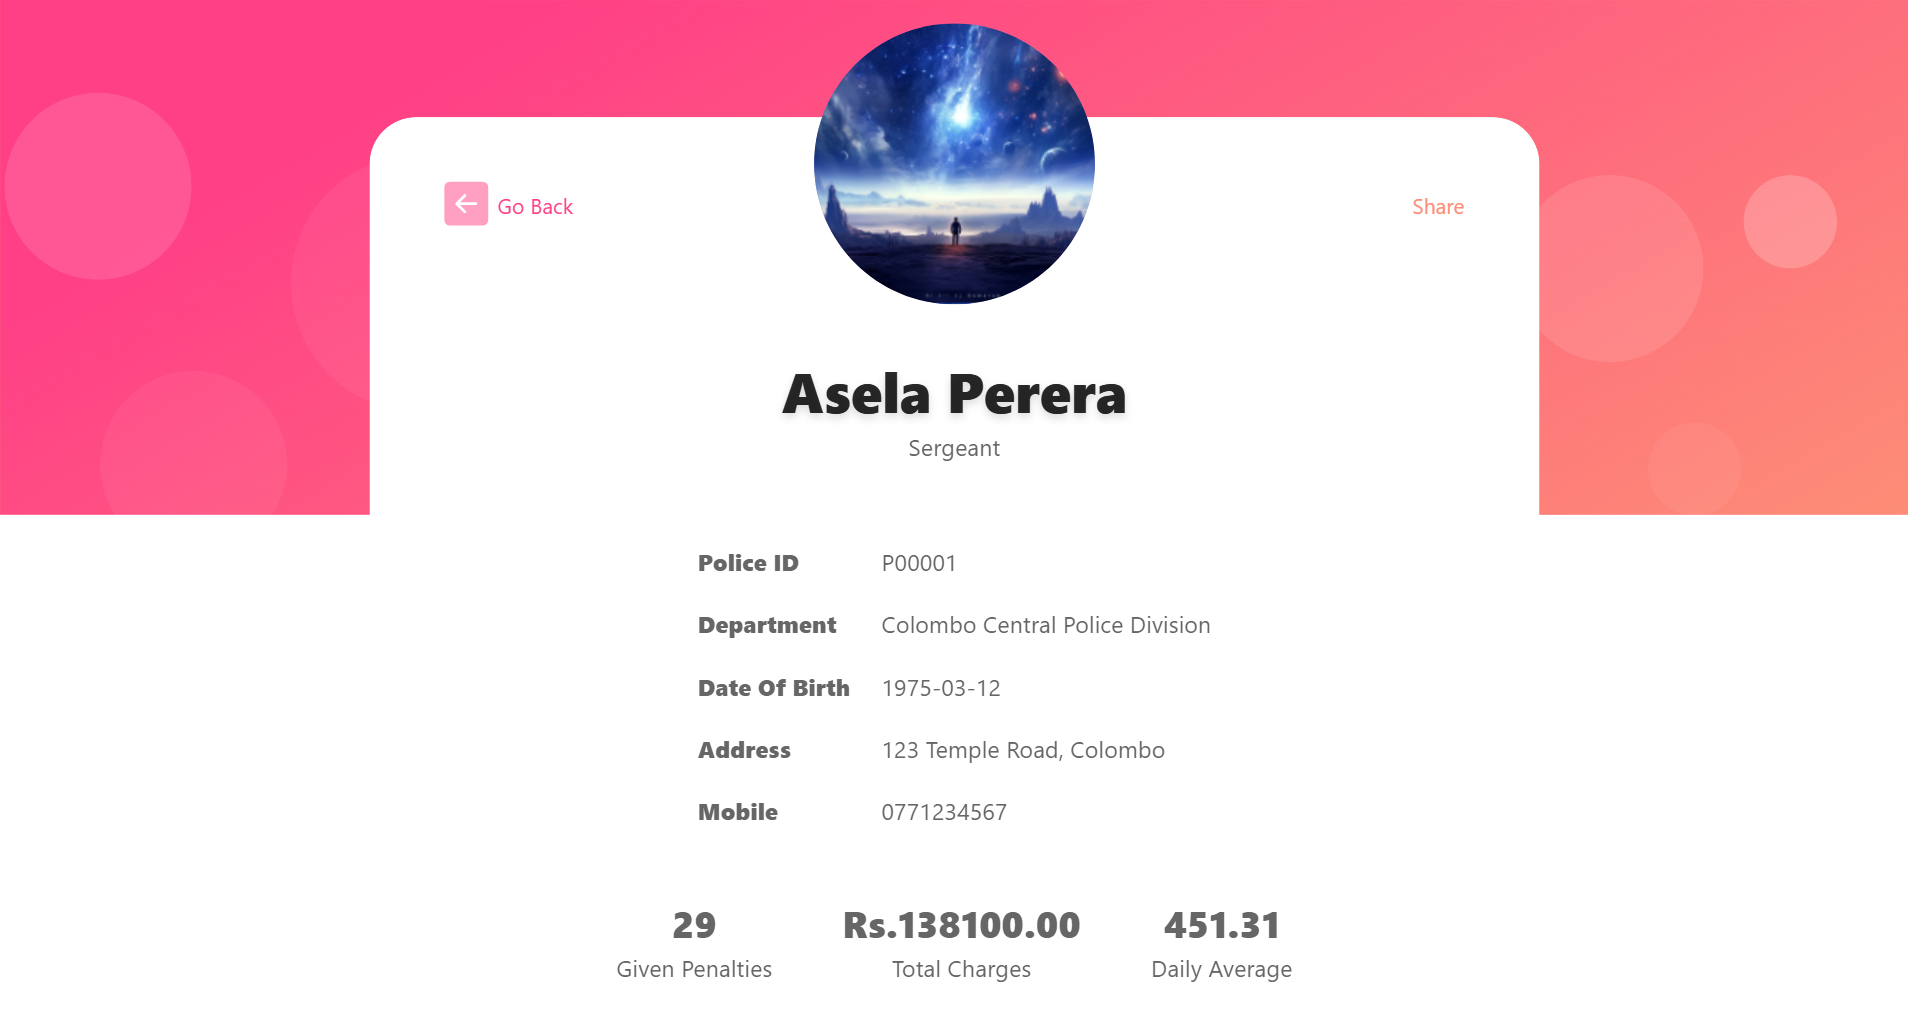 Go Back
Share
Asela Perera
Sergeant
Police ID P00001
Department Colombo Central Police Division
Date Of Birth 1975-03-12
Address 123 Temple Road, Colombo
Mobile 0771234567
29 Rs.138100.00 451.31
Given Penalties Total Charges Daily Average